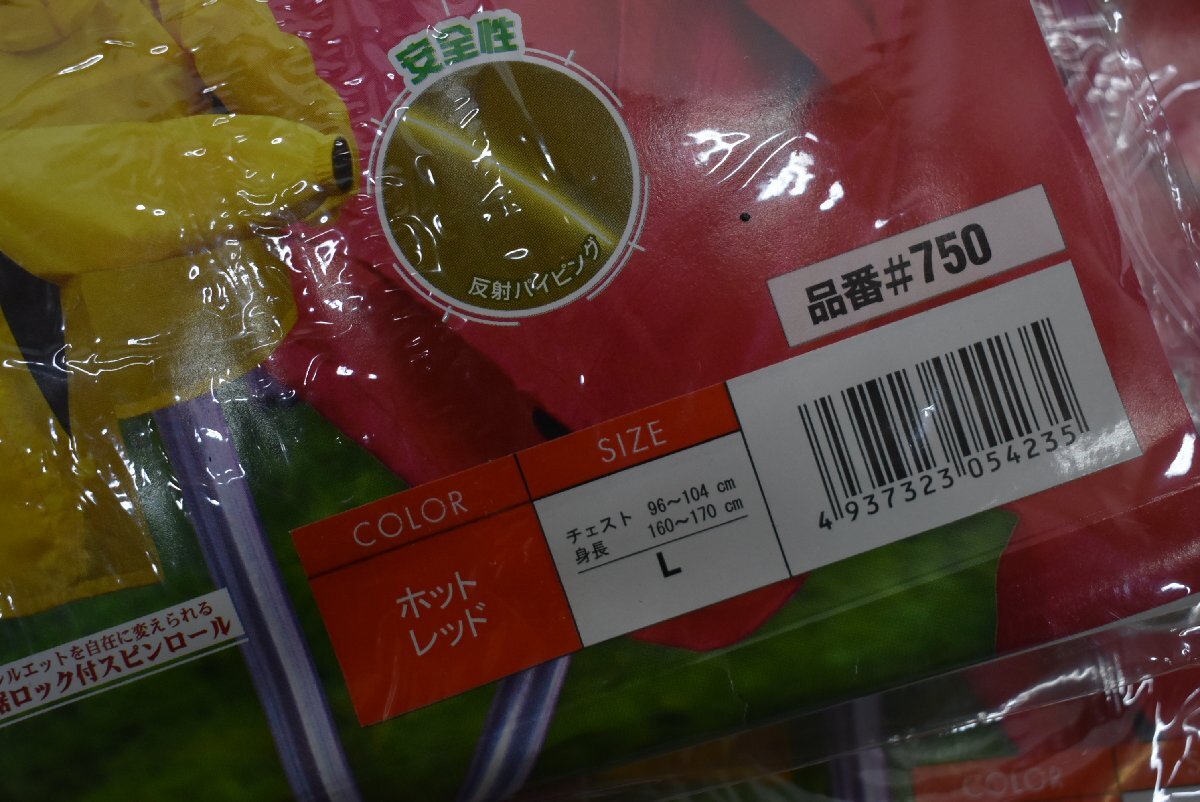 安全性
反射パイピング
品番#750
COLOR
ホット
レッド
SIZE
チェスト 96～104 cm
身長 160～170 cm
L
4937323054235
ルエットを自在に変えられる
ロック付スピンロール
COLOR